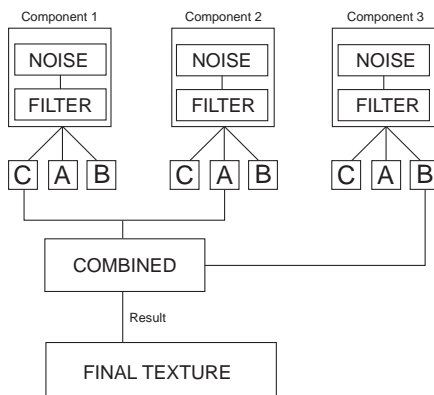 Component 1 Component 2 Component 3
NOISE NOISE NOISE
FILTER FILTER FILTER
C A B C A B C A B
COMBINED
Result
FINAL TEXTURE